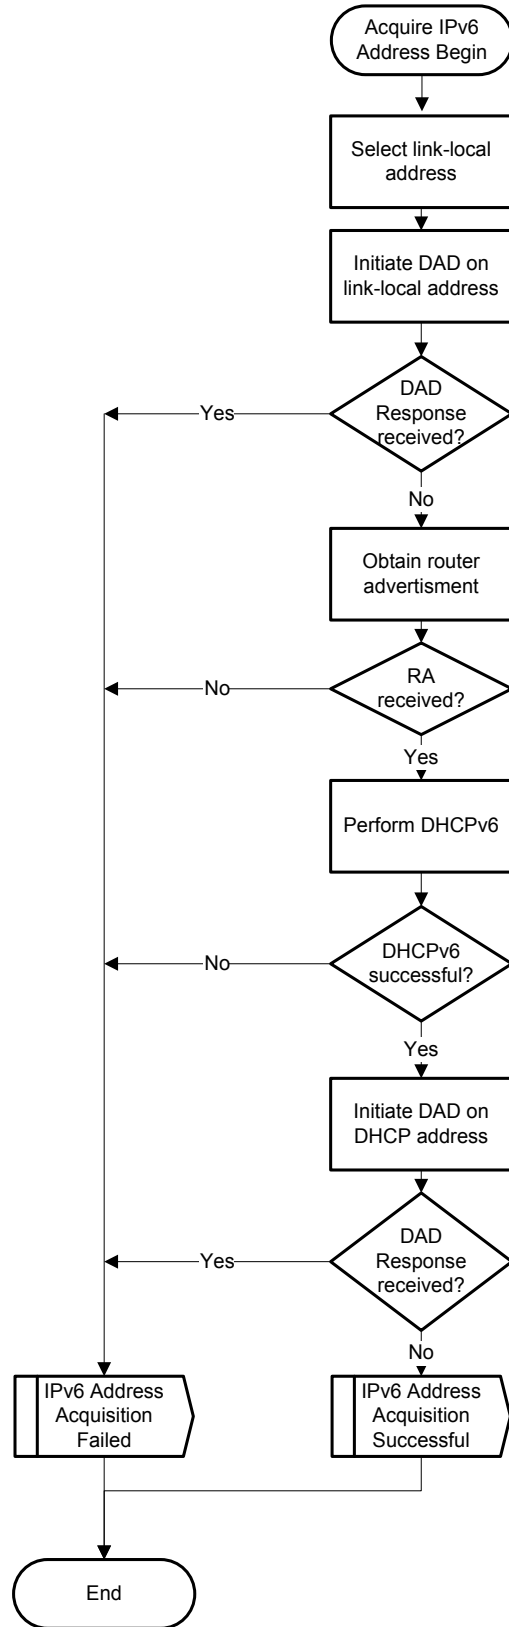 Acquire IPv6
Address Begin
Select link-local
address
Initiate DAD on
link-local address
DAD
Response
received?
Yes
No
Obtain router
advertisment
RA
received?
No
Yes
Perform DHCPv6
DHCPv6
successful?
No
Yes
Initiate DAD on
DHCP address
DAD
Response
received?
Yes
No
IPv6 Address
Acquisition
Failed
IPv6 Address
Acquisition
Successful
End